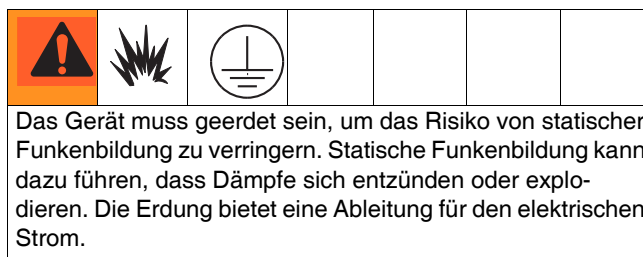 Das Gerät muss geerdet sein, um das Risiko von statischer
Funkenbildung zu verringern. Statische Funkenbildung kann
dazu führen, dass Dämpfe sich entzünden oder explo-
dieren. Die Erdung bietet eine Ableitung für den elektrischen
Strom.